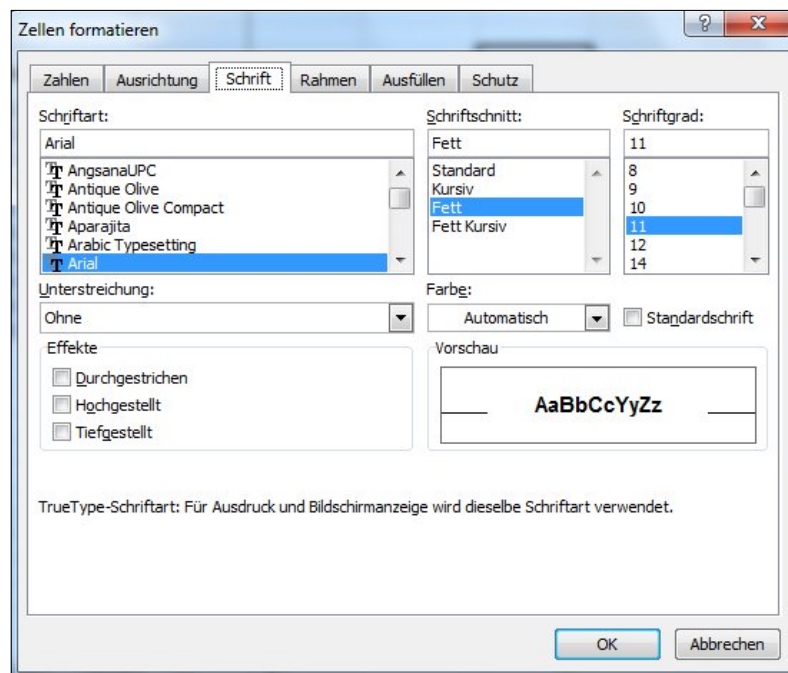 Zellen formatieren
Zahlen Ausrichtung Schrift Rahmen Ausfüllen Schutz
Schriftart: Schriftschnitt: Schriftgrad:
Arial Fett 11
AngsanaUPC Standard 8
Antique Olive Kursiv 9
Antique Olive Compact Fett 10
Aparajita Fett Kursiv 11
Arabic Typesetting 12
Arial 14
Unterstreichung: Farbe:
Ohne Automatisch Standardschrift
Effekte Vorschau
Durchgestrichen
Hochgestellt AaBbCcYyZz
Tiefgestellt
TrueType-Schriftart: Für Ausdruck und Bildschirmanzeige wird dieselbe Schriftart verwendet.
OK Abbrechen